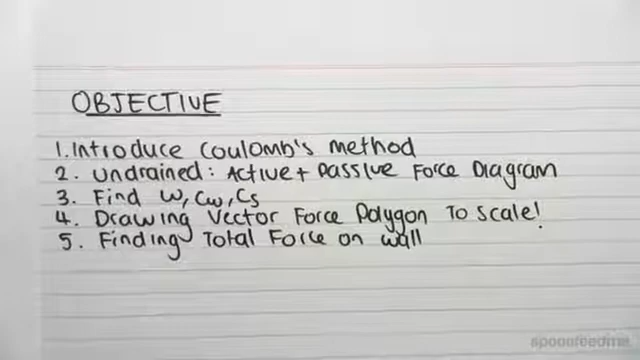 OBJECTIVE
1. Introduce Coulomb's method
2. Undrained: Active + Passive Force Diagram
3. Find W, Cw, Cs
4. Drawing Vector Force Polygon To Scale!
5. Finding Total Force on wall
spoonfeedme